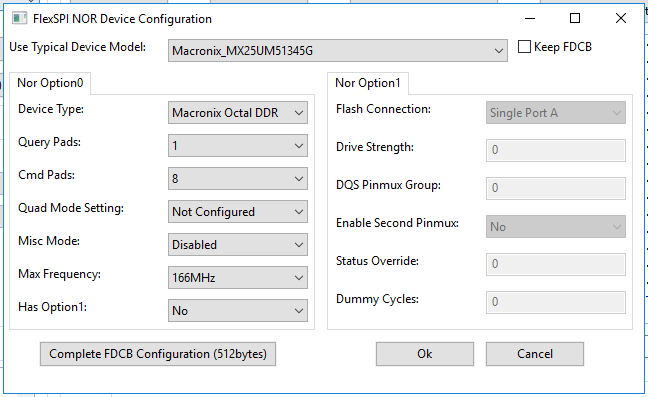 FlexSPI NOR Device Configuration
Use Typical Device Model: Macronix_MX25UM51345G Keep FDCB
Nor Option0
Device Type: Macronix Octal DDR
Query Pads: 1
Cmd Pads: 8
Quad Mode Setting: Not Configured
Misc Mode: Disabled
Max Frequency: 166MHz
Has Option1: No
Nor Option1
Flash Connection: Single Port A
Drive Strength: 0
DQS Pinmux Group: 0
Enable Second Pinmux: No
Status Override: 0
Dummy Cycles: 0
Complete FDCB Configuration (512bytes) Ok Cancel